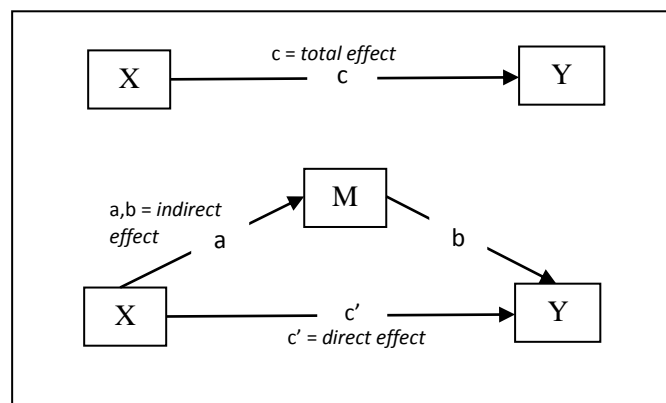 c = total effect
X
c
Y
M
a,b = indirect
effect
a
b
X
c'
Y
c' = direct effect